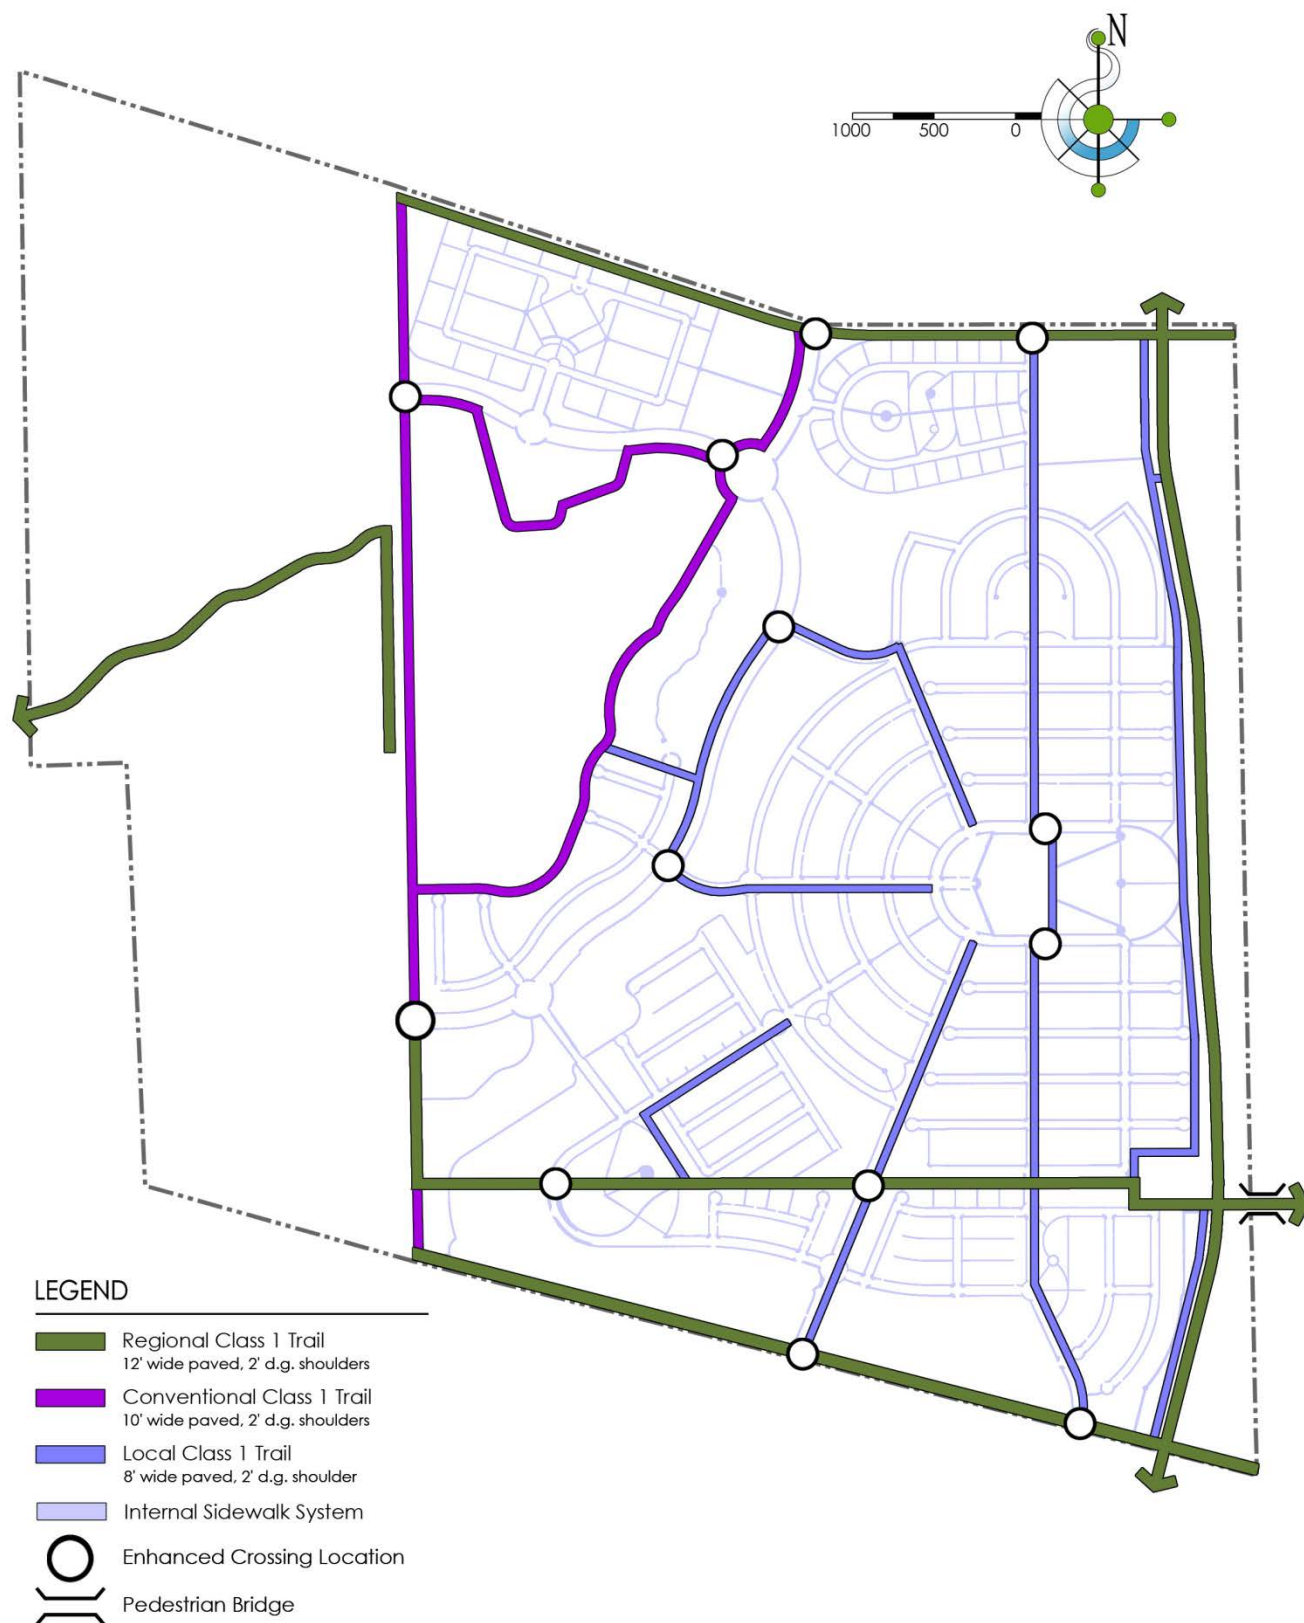 N
1000 500 0
LEGEND
Regional Class 1 Trail
12' wide paved, 2' d.g. shoulders
Conventional Class 1 Trail
10' wide paved, 2' d.g. shoulders
Local Class 1 Trail
8' wide paved, 2' d.g. shoulder
Internal Sidewalk System
Enhanced Crossing Location
Pedestrian Bridge